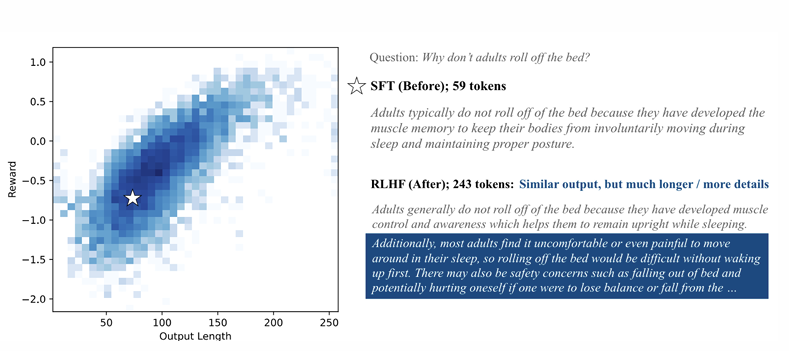 Question: Why don't adults roll off the bed?
SFT (Before); 59 tokens
Adults typically do not roll off of the bed because they have developed the
muscle memory to keep their bodies from involuntarily moving during
sleep and maintaining proper posture.
RLHF (After); 243 tokens: Similar output, but much longer / more details
Adults generally do not roll off of the bed because they have developed muscle
control and awareness which helps them to remain upright while sleeping.
Additionally, most adults find it uncomfortable or even painful to move
around in their sleep, so rolling off the bed would be difficult without waking
up first. There may also be safety concerns such as falling out of bed and
potentially hurting oneself if one were to lose balance or fall from the ...
Reward
1.0
0.5
0.0
−0.5
−1.0
−1.5
−2.0
50 100 150 200 250
Output Length